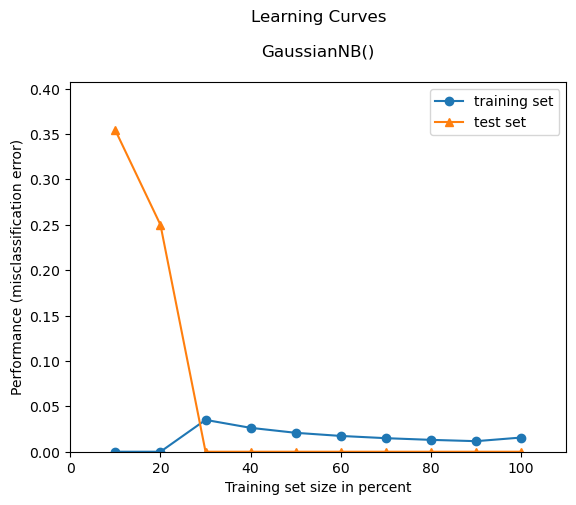 Learning Curves
GaussianNB()
0.40
0.35
0.30
0.25
0.20
0.15
0.10
0.05
0.00
Performance (misclassification error)
training set
test set
0
20
40
60
80
100
Training set size in percent